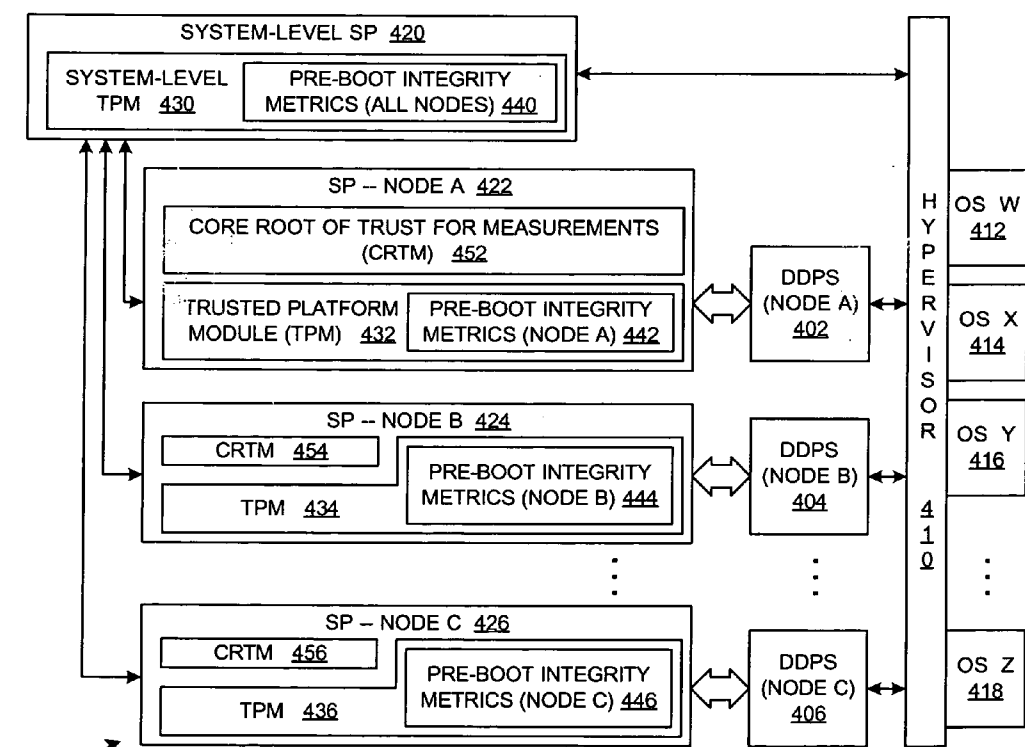 SYSTEM-LEVEL SP 420
SYSTEM-LEVEL
TPM 430
PRE-BOOT INTEGRITY
METRICS (ALL NODES) 440
SP -- NODE A 422
CORE ROOT OF TRUST FOR MEASUREMENTS
(CRTM) 452
TRUSTED PLATFORM
MODULE (TPM) 432
PRE-BOOT INTEGRITY
METRICS (NODE A) 442
DDPS
(NODE A)
402
SP -- NODE B 424
CRTM 454
TPM 434
PRE-BOOT INTEGRITY
METRICS (NODE B) 444
DDPS
(NODE B)
404
SP -- NODE C 426
CRTM 456
TPM 436
PRE-BOOT INTEGRITY
METRICS (NODE C) 446
DDPS
(NODE C)
406
HYPERVISOR 410
OS W
412
OS X
414
OS Y
416
OS Z
418